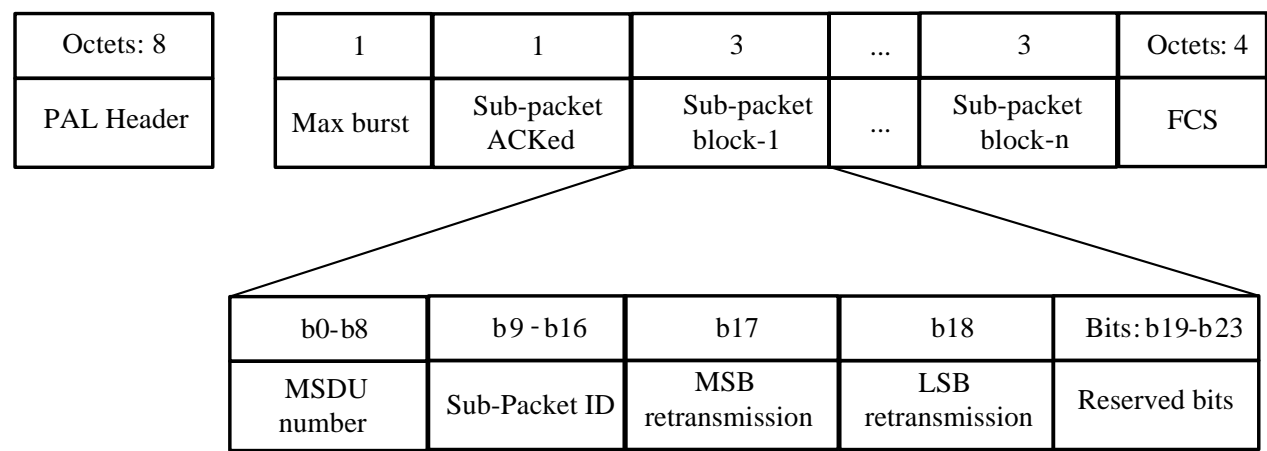 Octets: 8
1
1
3
...
3
Octets: 4
PAL Header
Max burst
Sub-packet
ACKed
Sub-packet
block-1
...
Sub-packet
block-n
FCS
b0-b8
b9 - b16
b17
b18
Bits: b19-b23
MSDU
number
Sub-Packet ID
MSB
retransmission
LSB
retransmission
Reserved bits